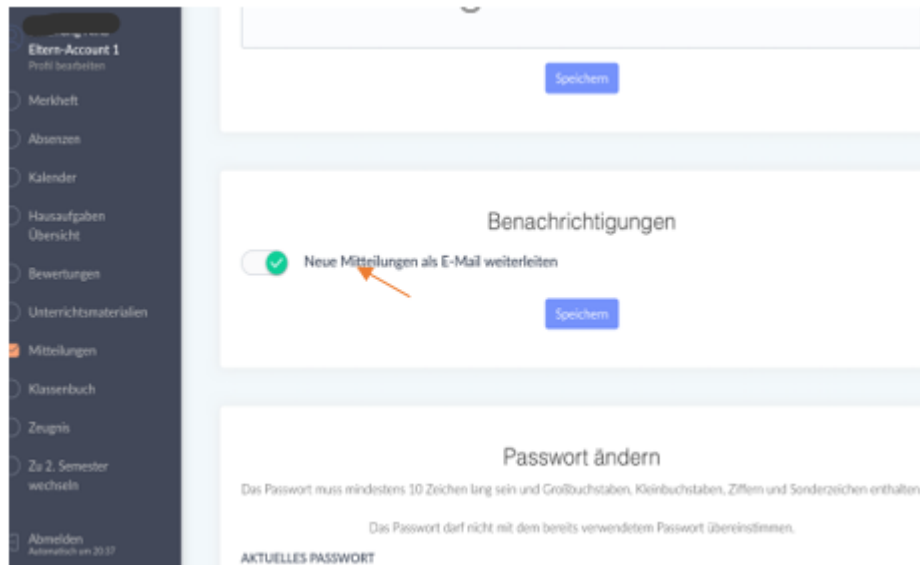 Eltern-Account 1
Profil bearbeiten
Merkheft
Absenzen
Kalender
Hausaufgaben
Übersicht
Bewertungen
Unterrichtsmaterialien
Mitteilungen
Klassenbuch
Zeugnis
Zu 2. Semester
wechseln
Abmelden
Automatisch um 20:37
Speichern
Benachrichtigungen
Neue Mitteilungen als E-Mail weiterleiten
Speichern
Passwort ändern
Das Passwort muss mindestens 10 Zeichen lang sein und Großbuchstaben, Kleinbuchstaben, Ziffern und Sonderzeichen enthalten
Das Passwort darf nicht mit dem bereits verwendetem Passwort übereinstimmen.
AKTUELLES PASSWORT